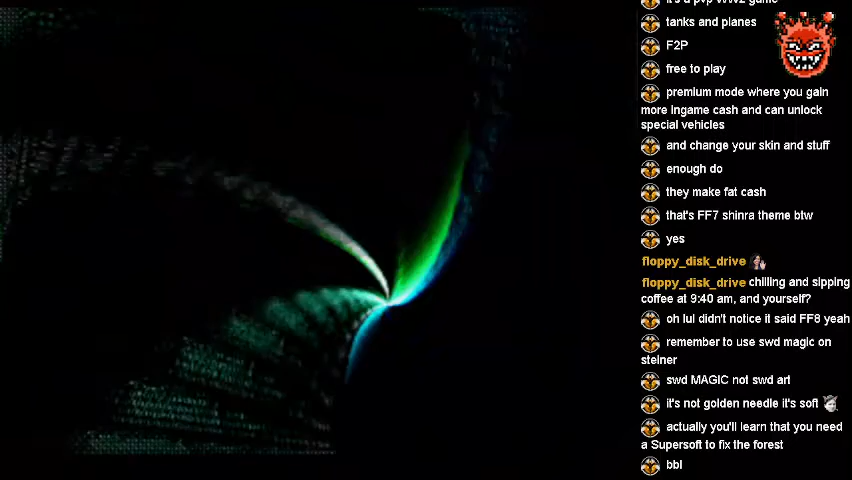 it's a pvp WW2 game
tanks and planes
F2P
free to play
premium mode where you gain
more ingame cash and can unlock
special vehicles
and change your skin and stuff
enough do
they make fat cash
that's FF7 shinra theme btw
yes
floppy_disk_drive
floppy_disk_drive chilling and sipping
coffee at 9:40 am, and yourself?
oh lul didn't notice it said FF8 yeah
remember to use swd magic on
steiner
swd MAGIC not swd art
it's not golden needle it's soft
actually you'll learn that you need
a Supersoft to fix the forest
bbl